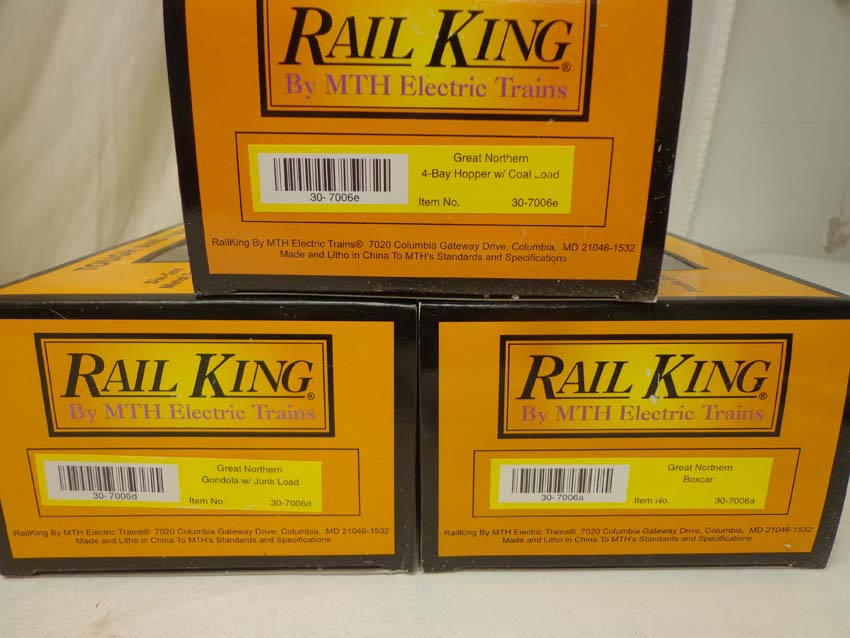 RAIL KING®
By MTH Electric Trains
Great Northern
4-Bay Hopper w/ Coal Load
30-7006e
Item No. 30-7006e
RailKing By MTH Electric Trains® 7020 Columbia Gateway Drive, Columbia, MD 21046-1532
Made and Litho in China To MTH's Standards and Specifications
RAIL KING®
By MTH Electric Trains
Great Northern
Gondola w/ Junk Load
30-7006d
Item No. 30-7006d
RailKing By MTH Electric Trains® 7020 Columbia Gateway Drive, Columbia, MD 21046-1532
Made and Litho in China To MTH's Standards and Specifications
RAIL KING®
By MTH Electric Trains
Great Northern
Boxcar
30-7006a
Item No. 30-7006a
RailKing By MTH Electric Trains® 7020 Columbia Gateway Drive, Columbia, MD 21046-1532
Made and Litho in China To MTH's Standards and Specifications